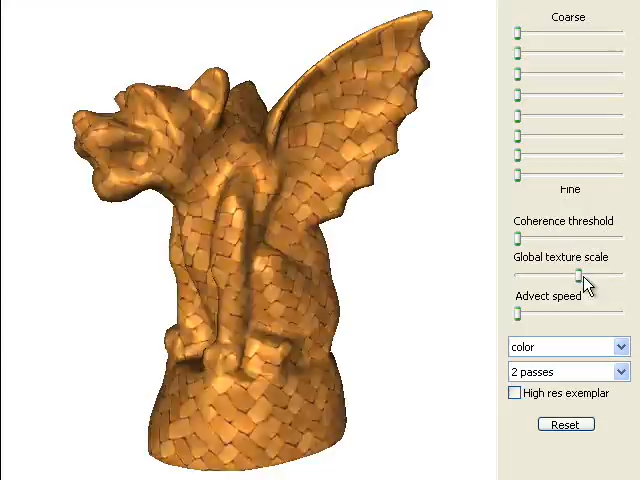 Coarse
Fine
Coherence threshold
Global texture scale
Advect speed
color
2 passes
High res exemplar
Reset